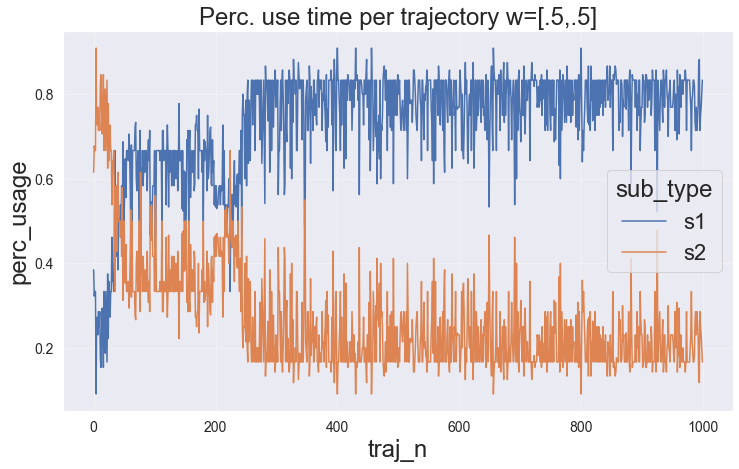 Perc. use time per trajectory w=[.5,.5]
perc_usage
0.8
0.6
0.4
0.2
sub_type
s1
s2
0 200 400 600 800 1000
traj_n